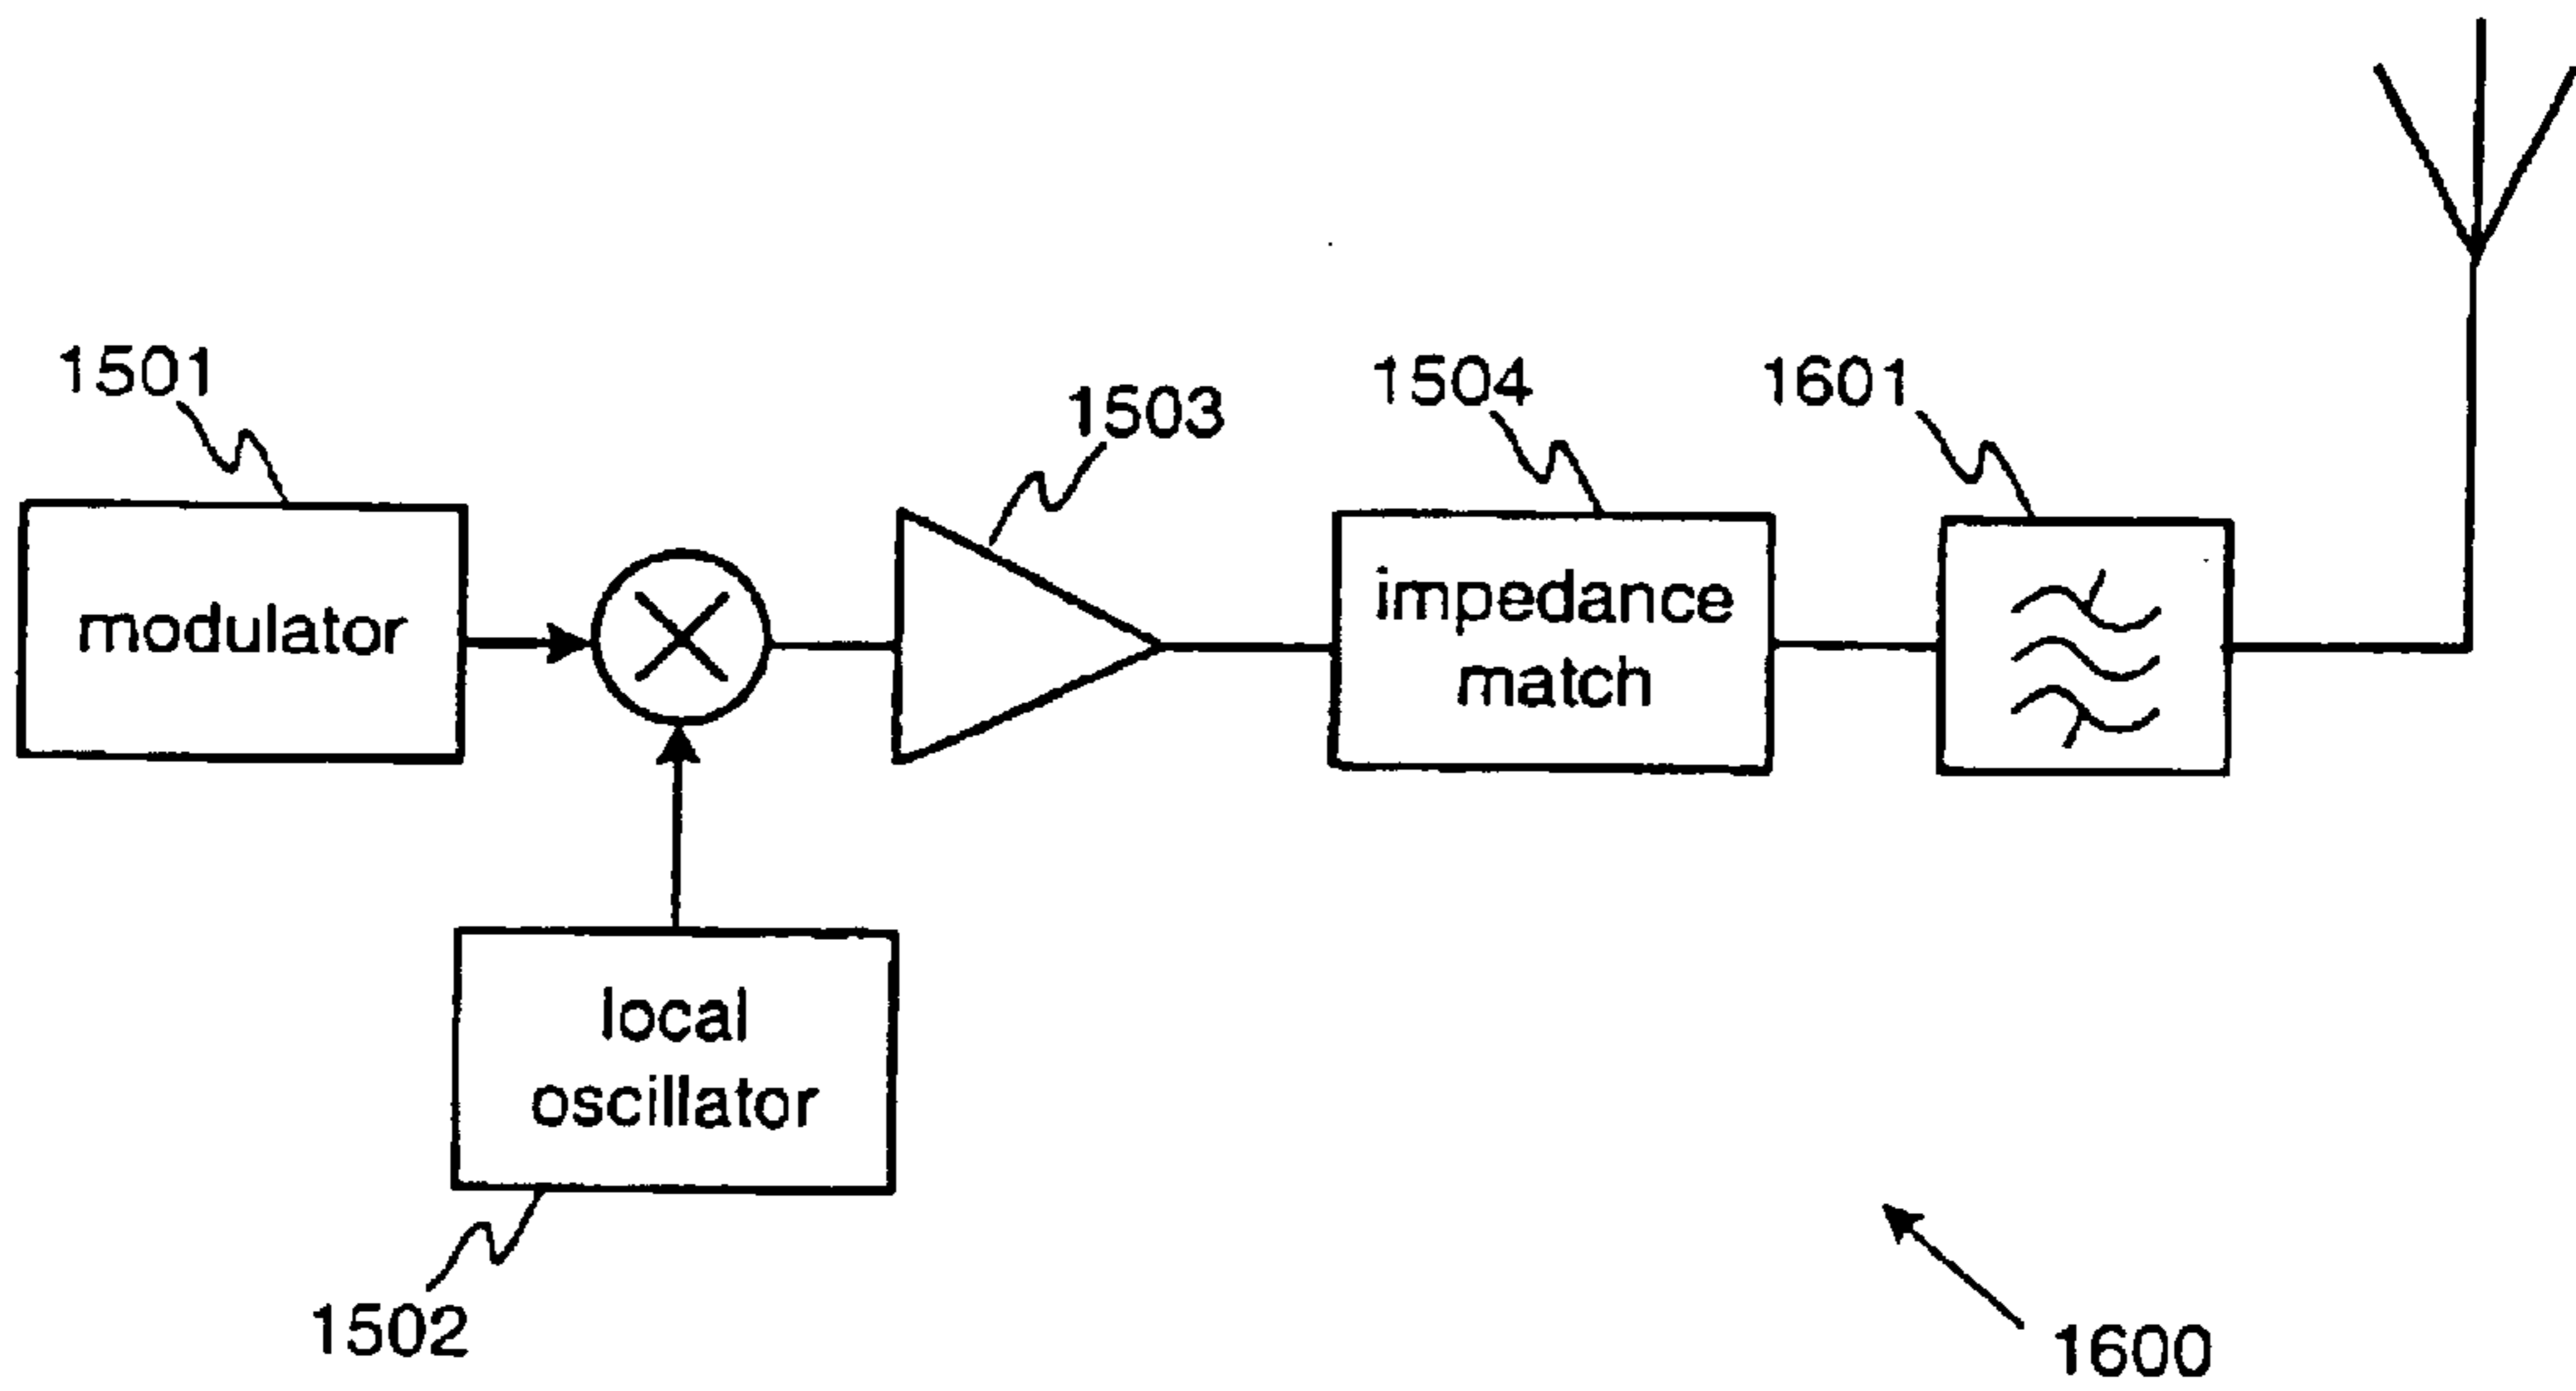 1501
1503
1504
1601
modulator
impedance
match
local
oscillator
1502
1600